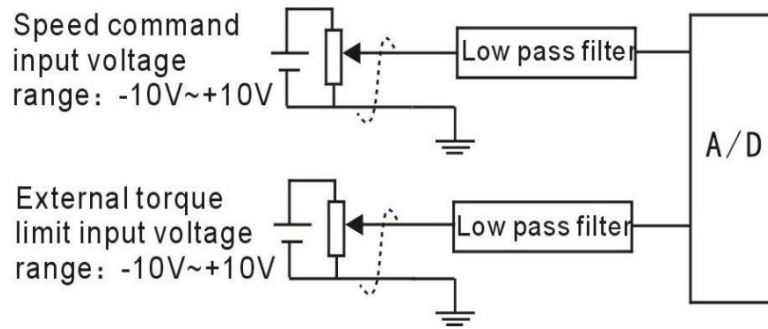 Speed command
input voltage
range: -10V~+10V
Low pass filter
A/D
External torque
limit input voltage
range: -10V~+10V
Low pass filter